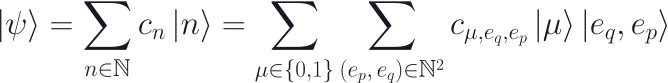 |ψ⟩ = ∑_{n∈ℕ} c_n |n⟩ = ∑_{μ∈{0,1}} ∑_{(e_p, e_q)∈ℕ²} c_{μ,e_q,e_p} |μ⟩ |e_q, e_p⟩